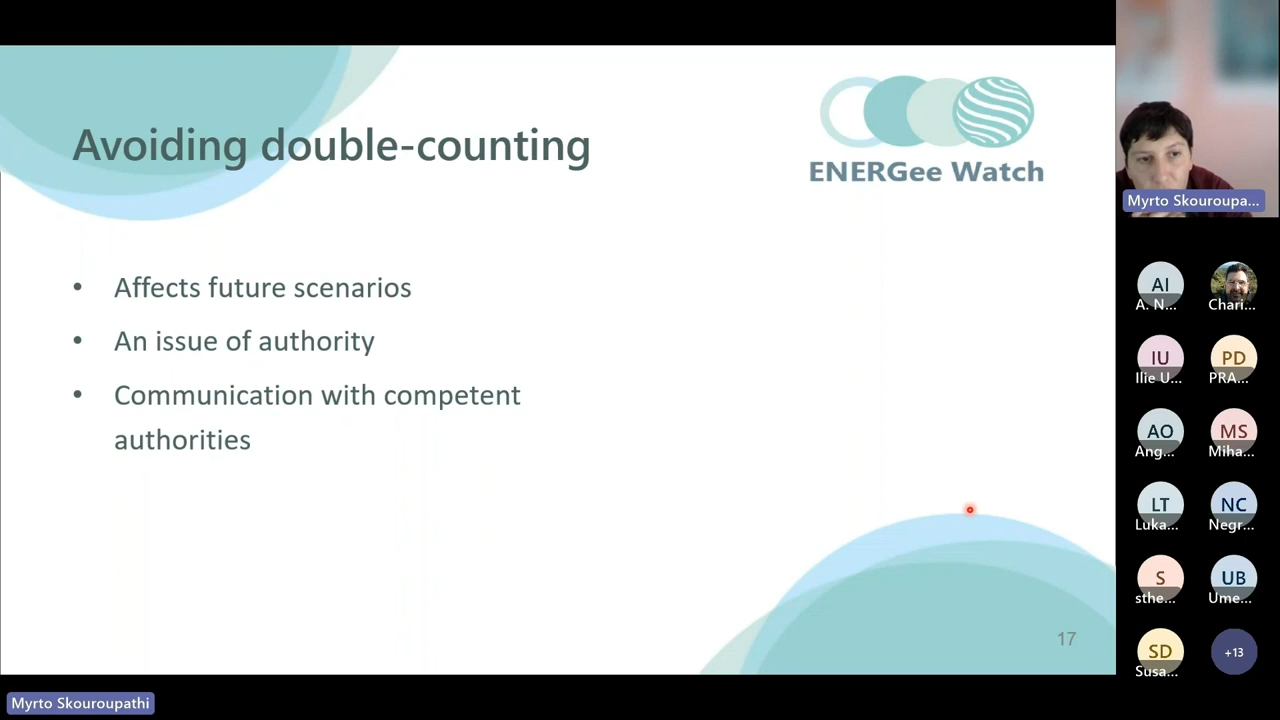 Avoiding double-counting
ENERGee Watch
• Affects future scenarios
• An issue of authority
• Communication with competent
authorities
17
Myrto Skouroupathi
Myrto Skouroupa...
AI
A. N...
Chari...
IU
Ilie U...
PD
PRA...
AO
Ang...
MS
Miha...
LT
Luka...
NC
Negr...
S
sthe...
UB
Ume...
SD
Susa...
+13